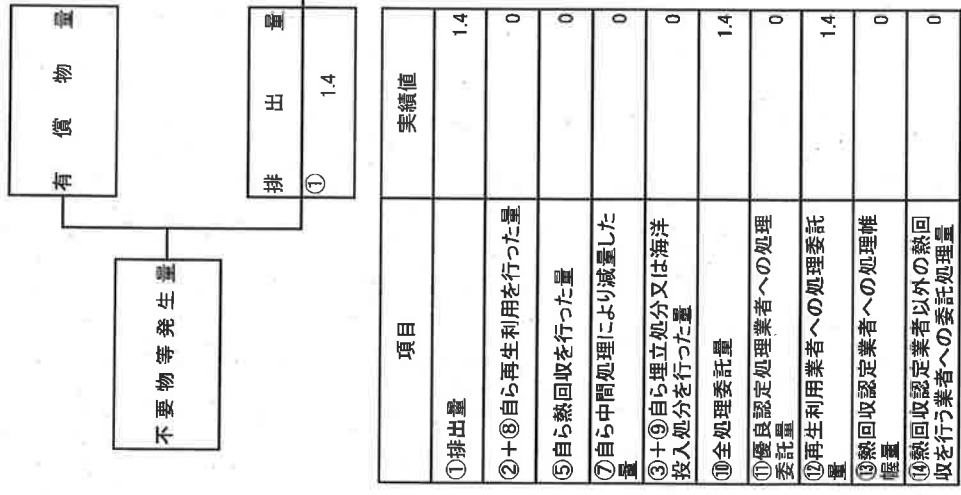 有償物量
不要物等発生量
排出量
①
1.4
項目
実績値
①排出量
1.4
②+⑧自ら再生利用を行った量
0
⑤自ら熱回収を行った量
0
⑦自ら中間処理により減量した
量
0
③+⑨自ら埋立処分又は海洋
投入処分を行った量
0
⑩全処理委託量
1.4
⑪優良認定処理業者への処理
委託量
0
⑫再生利用業者への処理委託
量
1.4
⑬熱回収認定業者への処理帷
幄量
0
⑭熱回収認定業者以外の熱回
収を行う業者への委託処理量
0